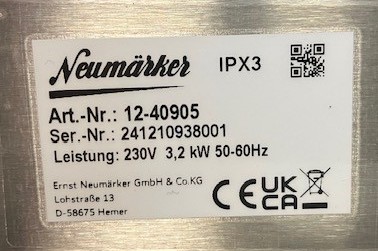 Neumärker IPX3
Art.-Nr.: 12-40905
Ser.-Nr.: 241210938001
Leistung: 230V 3,2 kW 50-60Hz
Ernst Neumärker GmbH & Co.KG
Lohstraße 13
D-58675 Hemer
CE UK CA